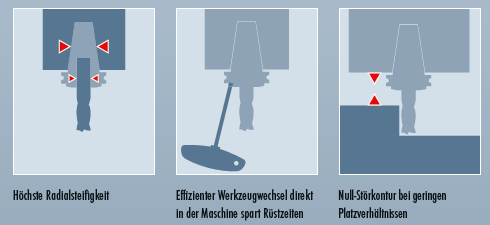 Höchste Radialsteifigkeit
Effizienter Werkzeugwechsel direkt
in der Maschine spart Rüstzeiten
Null-Störkontur bei geringen
Platzverhältnissen